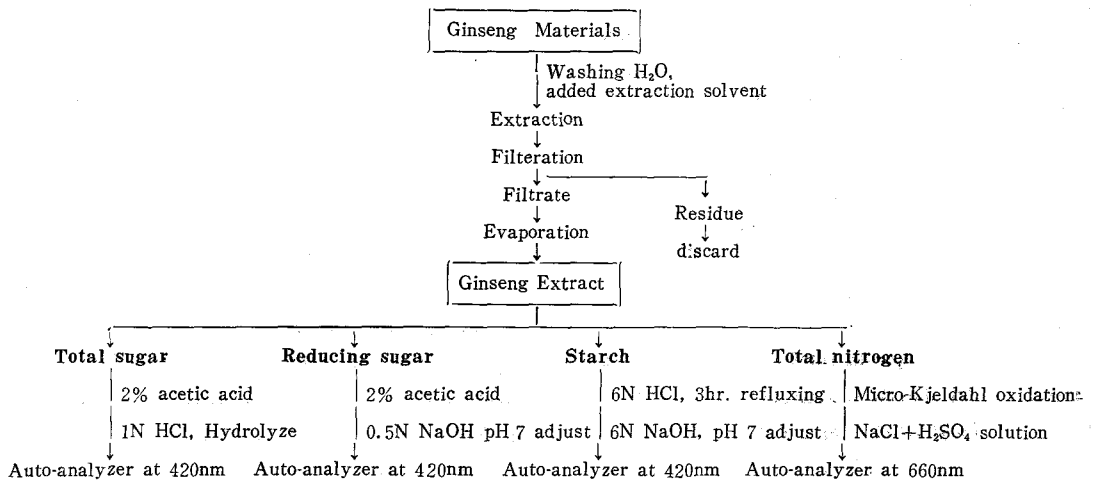 Ginseng Materials
Washing H₂O,
added extraction solvent
Extraction
Filteration
Filtrate
Residue
Evaporation
discard
Ginseng Extract
Total sugar Reducing sugar Starch Total nitrogen
2% acetic acid 2% acetic acid 6N HCl, 3hr. refluxing Micro-Kjeldahl oxidation
1N HCl, Hydrolyze 0.5N NaOH pH 7 adjust 6N NaOH, pH 7 adjust NaCl+H₂SO₄ solution
Auto-analyzer at 420nm Auto-analyzer at 420nm Auto-analyzer at 420nm Auto-analyzer at 660nm